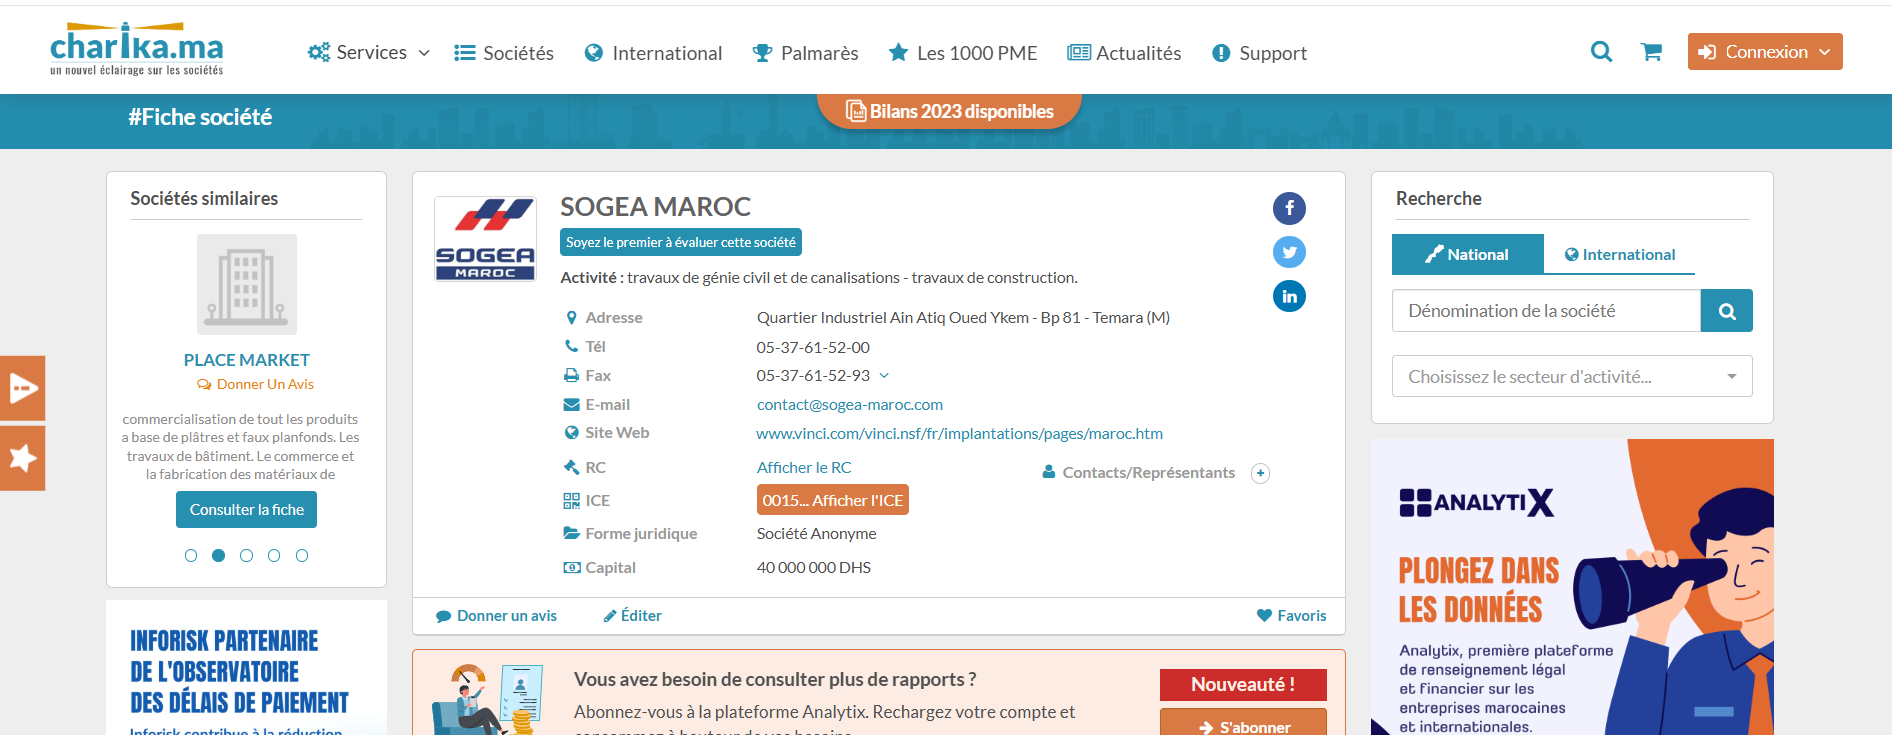 charika.ma
un nouvel éclairage sur les sociétés
Services
Sociétés
International
Palmarès
Les 1000 PME
Actualités
Support
Connexion
#Fiche société
Bilans 2023 disponibles
Sociétés similaires
PLACE MARKET
Donner Un Avis
commercialisation de tout les produits
a base de plâtres et faux planfonds. Les
travaux de bâtiment. Le commerce et
la fabrication des matériaux de
Consulter la fiche
INFORISK PARTENAIRE
DE L'OBSERVATOIRE
DES DÉLAIS DE PAIEMENT
Inforisk contribue à la réduction
SOGEA
MAROC
SOGEA MAROC
Soyez le premier à évaluer cette société
Activité : travaux de génie civil et de canalisations - travaux de construction.
Adresse Quartier Industriel Ain Atiq Oued Ykem - Bp 81 - Temara (M)
Tél 05-37-61-52-00
Fax 05-37-61-52-93
E-mail contact@sogea-maroc.com
Site Web www.vinci.com/vinci.nsf/fr/implantations/pages/maroc.htm
RC Afficher le RC
Contacts/Représentants
ICE 0015... Afficher l'ICE
Forme juridique Société Anonyme
Capital 40 000 000 DHS
Donner un avis
Éditer
Favoris
Vous avez besoin de consulter plus de rapports ?
Abonnez-vous à la plateforme Analytix. Rechargez votre compte et
Nouveauté !
S'abonner
Recherche
National
International
Dénomination de la société
Choisissez le secteur d'activité...
ANALYTIX
PLONGEZ DANS
LES DONNÉES
Analytix, première plateforme
de renseignement légal
et financier sur les
entreprises marocaines
et internationales.